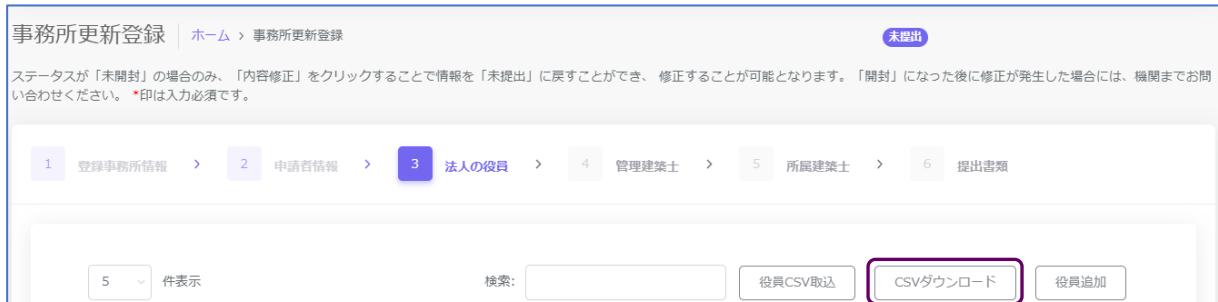 事務所更新登録 ホーム > 事務所更新登録 未提出
ステータスが「未開封」の場合のみ、「内容修正」をクリックすることで情報を「未提出」に戻すことができ、 修正することが可能となります。「開封」になった後に修正が発生した場合には、機関までお問
い合わせください。 *印は入力必須です。
1 登録事務所情報 > 2 申請者情報 > 3 法人の役員 > 4 管理建築士 > 5 所属建築士 > 6 提出書類
5 件表示 検索: 役員CSV取込 CSVダウンロード 役員追加